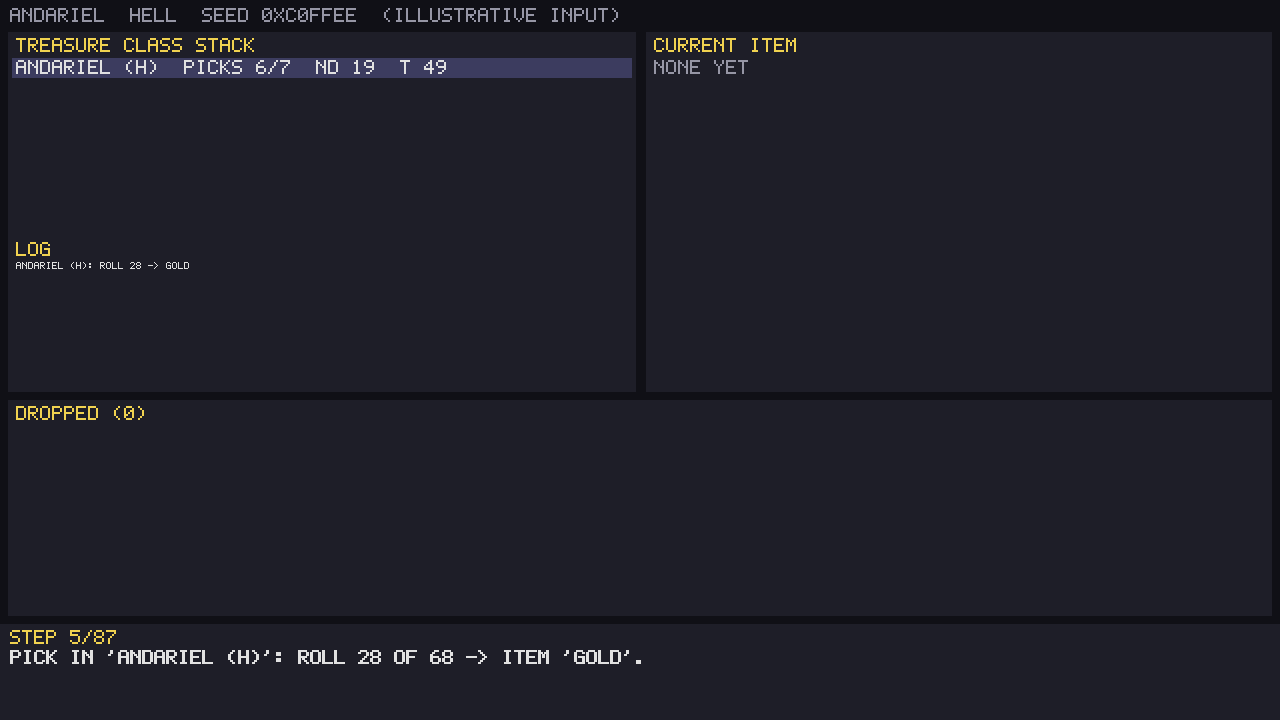 ANDARIEL  HELL  SEED 0XC0FFEE  (ILLUSTRATIVE INPUT)
TREASURE CLASS STACK
ANDARIEL (H)  PICKS 6/7  ND 19  T 49
LOG
ANDARIEL (H): ROLL 28 -> GOLD
CURRENT ITEM
NONE YET
DROPPED (0)
STEP 5/87
PICK IN 'ANDARIEL (H)': ROLL 28 OF 68 -> ITEM 'GOLD'.